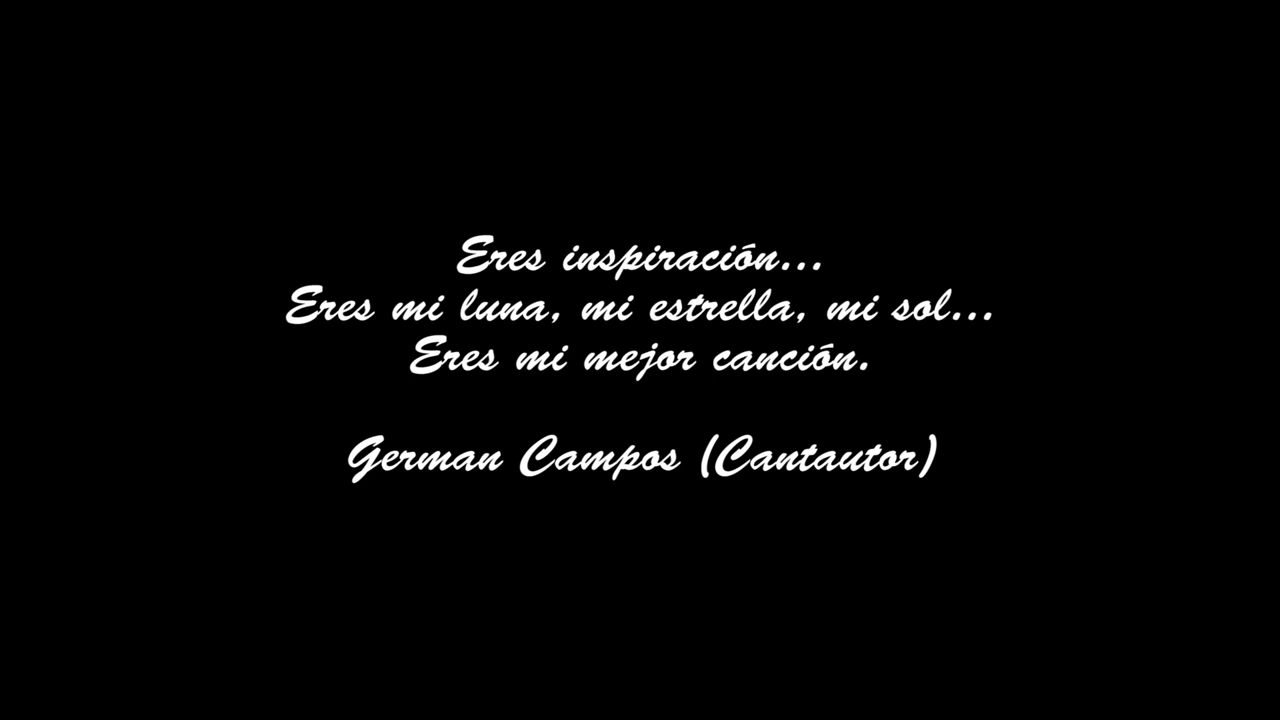 Eres inspiración...
Eres mi luna, mi estrella, mi sol...
Eres mi mejor canción.
German Campos (Cantautor)